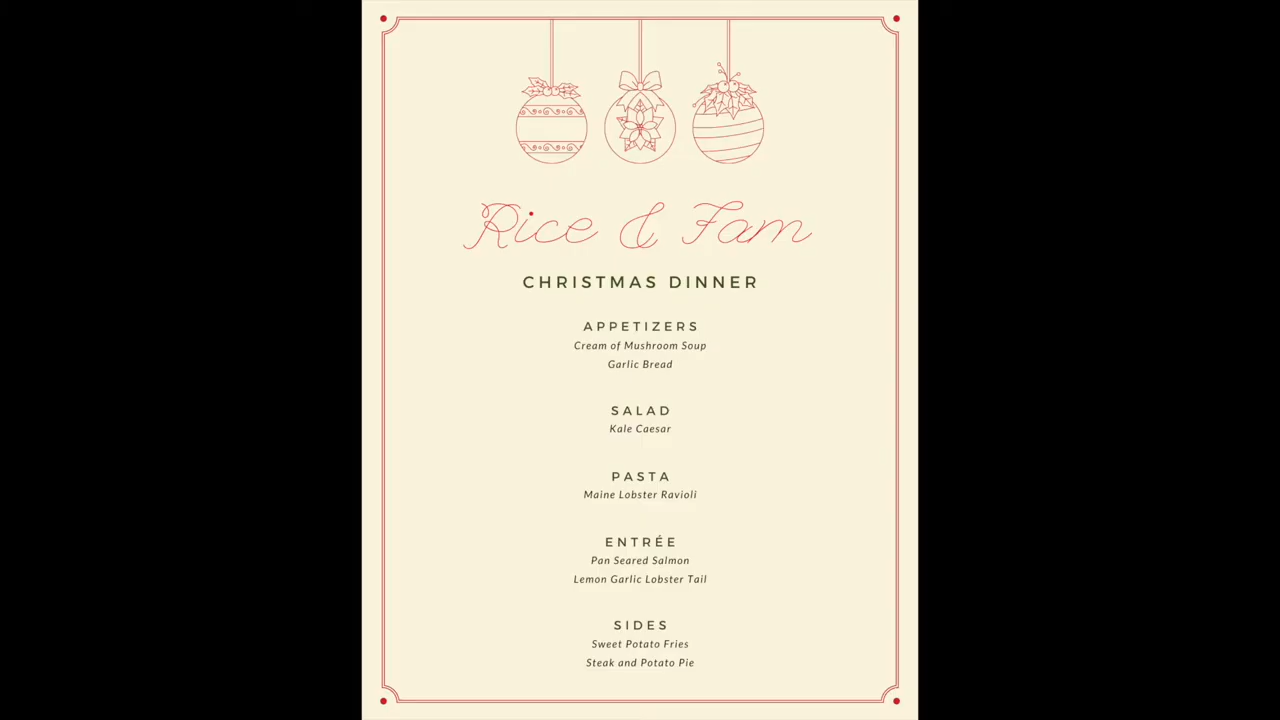 Rice & Fam
CHRISTMAS DINNER
APPETIZERS
Cream of Mushroom Soup
Garlic Bread
SALAD
Kale Caesar
PASTA
Maine Lobster Ravioli
ENTRÉE
Pan Seared Salmon
Lemon Garlic Lobster Tail
SIDES
Sweet Potato Fries
Steak and Potato Pie